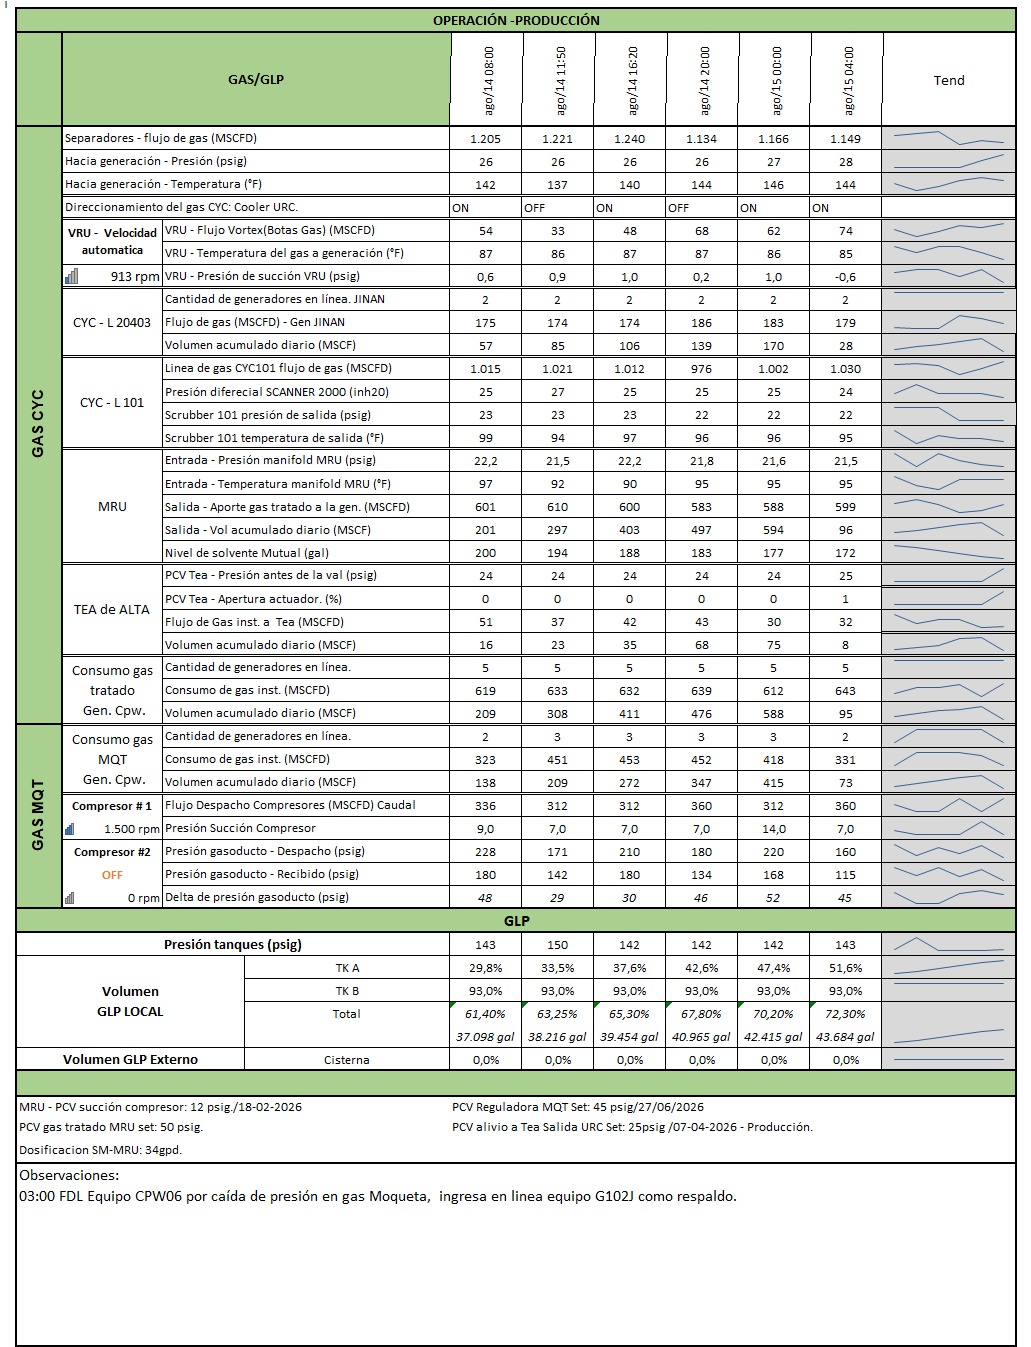 OPERACIÓN -PRODUCCIÓN
GAS/GLP ago/14 08:00 ago/14 11:50 ago/14 16:20 ago/14 20:00 ago/15 00:00 ago/15 04:00 Tend
GAS CYC
Separadores - flujo de gas (MSCFD) 1.205 1.221 1.240 1.134 1.166 1.149
Hacia generación - Presión (psig) 26 26 26 26 27 28
Hacia generación - Temperatura (°F) 142 137 140 144 146 144
Direccionamiento del gas CYC: Cooler URC. ON OFF ON OFF ON ON
VRU - Velocidad automatica
913 rpm
VRU - Flujo Vortex(Botas Gas) (MSCFD) 54 33 48 68 62 74
VRU - Temperatura del gas a generación (°F) 87 86 87 87 86 85
VRU - Presión de succión VRU (psig) 0,6 0,9 1,0 0,2 1,0 -0,6
CYC - L 20403
Cantidad de generadores en línea. JINAN 2 2 2 2 2 2
Flujo de gas (MSCFD) - Gen JINAN 175 174 174 186 183 179
Volumen acumulado diario (MSCF) 57 85 106 139 170 28
CYC - L 101
Linea de gas CYC101 flujo de gas (MSCFD) 1.015 1.021 1.012 976 1.002 1.030
Presión diferecial SCANNER 2000 (inh20) 25 27 25 25 25 24
Scrubber 101 presión de salida (psig) 23 23 23 22 22 22
Scrubber 101 temperatura de salida (°F) 99 94 97 96 96 95
MRU
Entrada - Presión manifold MRU (psig) 22,2 21,5 22,2 21,8 21,6 21,5
Entrada - Temperatura manifold MRU (°F) 97 92 90 95 95 95
Salida - Aporte gas tratado a la gen. (MSCFD) 601 610 600 583 588 599
Salida - Vol acumulado diario (MSCF) 201 297 403 497 594 96
Nivel de solvente Mutual (gal) 200 194 188 183 177 172
TEA de ALTA
PCV Tea - Presión antes de la val (psig) 24 24 24 24 24 25
PCV Tea - Apertura actuador. (%) 0 0 0 0 0 1
Flujo de Gas inst. a Tea (MSCFD) 51 37 42 43 30 32
Volumen acumulado diario (MSCF) 16 23 35 68 75 8
Consumo gas tratado Gen. Cpw.
Cantidad de generadores en línea. 5 5 5 5 5 5
Consumo de gas inst. (MSCFD) 619 633 632 639 612 643
Volumen acumulado diario (MSCF) 209 308 411 476 588 95
GAS MQT
Consumo gas MQT Gen. Cpw.
Cantidad de generadores en línea. 2 3 3 3 3 2
Consumo de gas inst. (MSCFD) 323 451 453 452 418 331
Volumen acumulado diario (MSCF) 138 209 272 347 415 73
Compresor # 1
1.500 rpm
Flujo Despacho Compresores (MSCFD) Caudal 336 312 312 360 312 360
Presión Succión Compresor 9,0 7,0 7,0 7,0 14,0 7,0
Compresor #2
OFF
0 rpm
Presión gasoducto - Despacho (psig) 228 171 210 180 220 160
Presión gasoducto - Recibido (psig) 180 142 180 134 168 115
Delta de presión gasoducto (psig) 48 29 30 46 52 45
GLP
Presión tanques (psig) 143 150 142 142 142 143
Volumen GLP LOCAL
TK A 29,8% 33,5% 37,6% 42,6% 47,4% 51,6%
TK B 93,0% 93,0% 93,0% 93,0% 93,0% 93,0%
Total 61,40% 63,25% 65,30% 67,80% 70,20% 72,30%
37.098 gal 38.216 gal 39.454 gal 40.965 gal 42.415 gal 43.684 gal
Volumen GLP Externo Cisterna 0,0% 0,0% 0,0% 0,0% 0,0% 0,0%
MRU - PCV succión compresor: 12 psig./18-02-2026 PCV Reguladora MQT Set: 45 psig/27/06/2026
PCV gas tratado MRU set: 50 psig. PCV alivio a Tea Salida URC Set: 25psig /07-04-2026 - Producción.
Dosificacion SM-MRU: 34gpd.
Observaciones:
03:00 FDL Equipo CPW06 por caída de presión en gas Moqueta, ingresa en linea equipo G102J como respaldo.